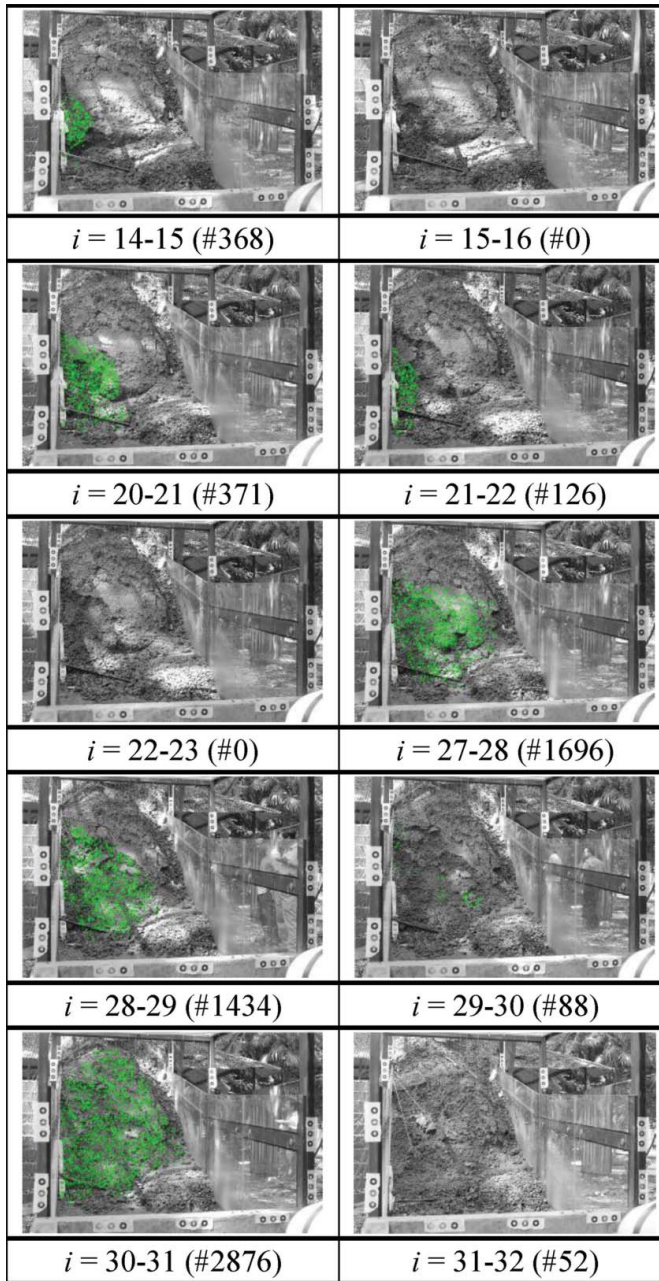 i = 14-15 (#368)
i = 15-16 (#0)
i = 20-21 (#371)
i = 21-22 (#126)
i = 22-23 (#0)
i = 27-28 (#1696)
i = 28-29 (#1434)
i = 29-30 (#88)
i = 30-31 (#2876)
i = 31-32 (#52)